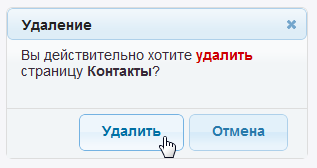 Удаление
Вы действительно хотите удалить
страницу Контакты?
Удалить Отмена